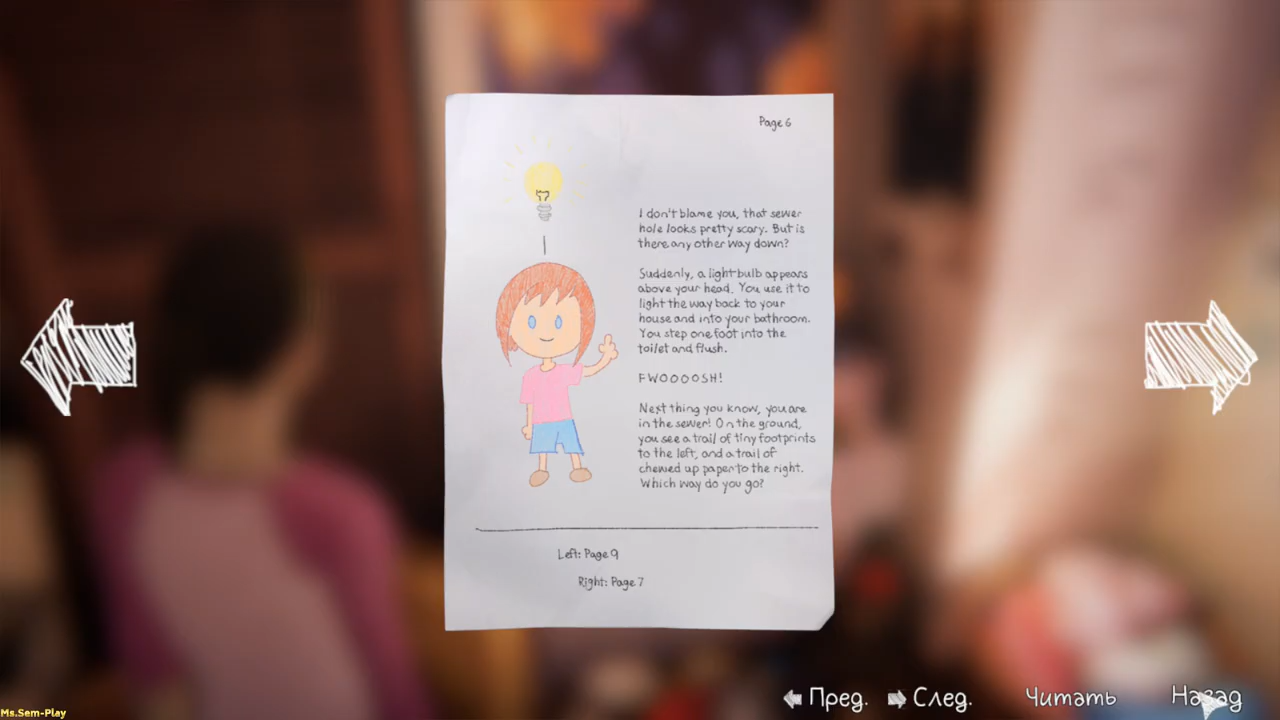 Page 6
I don't blame you, that sewer
hole looks pretty scary. But is
there any other way down?
Suddenly, a light bulb appears
above your head. You use it to
light the way back to your
house and into your bathroom.
You step one foot into the
toilet and flush.
FWOOOOSH!
Next thing you know, you are
in the sewer! On the ground,
you see a trail of tiny footprints
to the left, and a trail of
chewed up paper to the right.
Which way do you go?
Left: Page 9
Right: Page 7
Пред. След. Читать Назад
Ms.Sem-Play